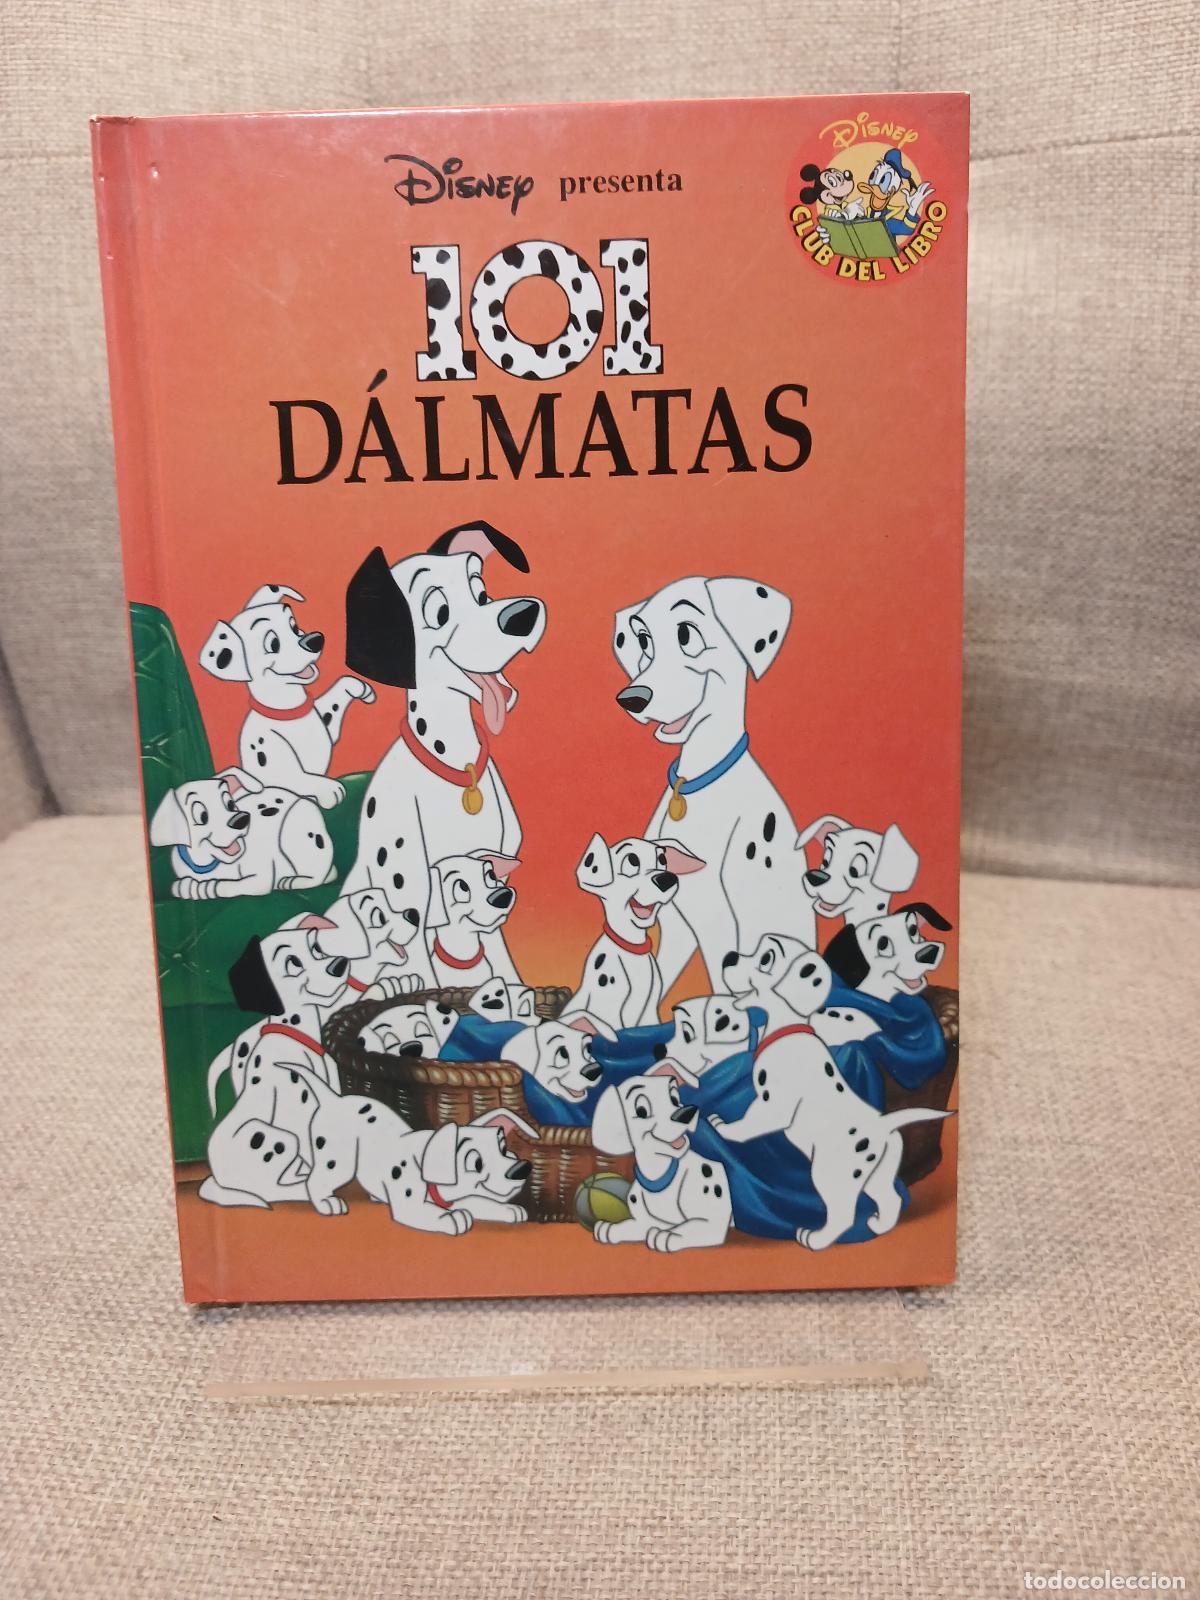 Disney presenta
Disney
CLUB DEL LIBRO
101
DÁLMATAS
todocoleccion